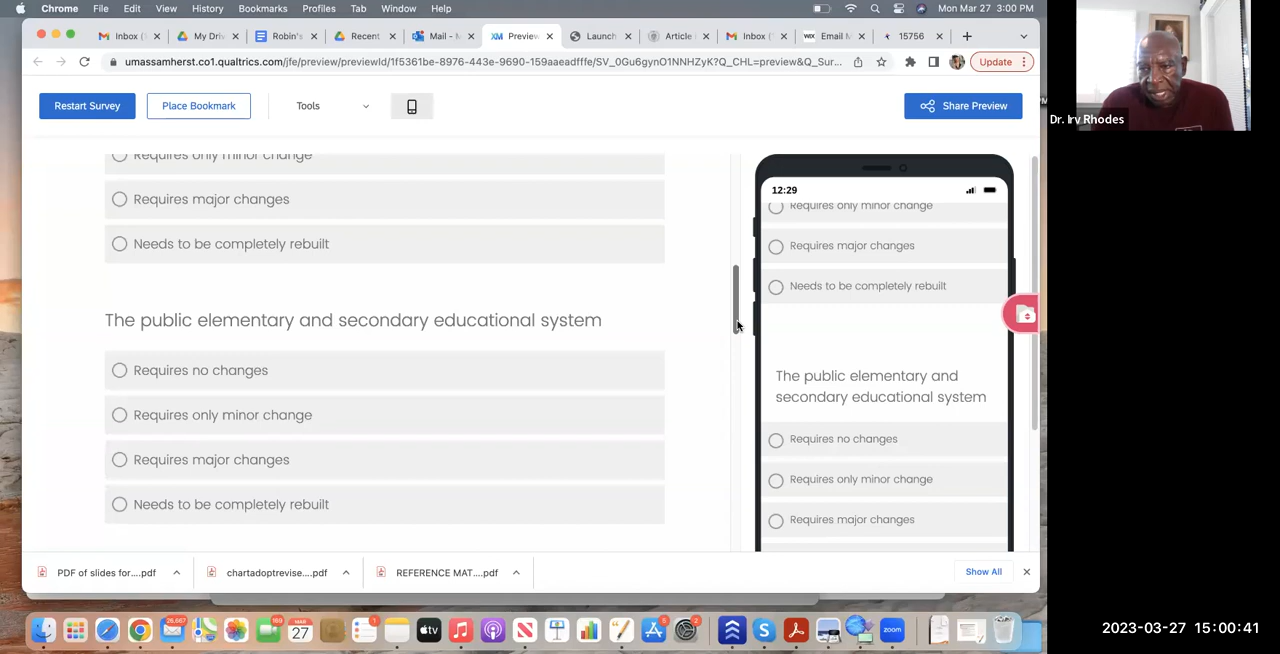 Chrome File Edit View History Bookmarks Profiles Tab Window Help Mon Mar 27 3:00 PM
Inbox ( My Driv Robin's Recent Mail - M Preview Launch Article Inbox ( Email M 15756
umassamherst.co1.qualtrics.com/jfe/preview/previewId/1f5361be-8976-443e-9690-159aaeadfffe/SV_0Gu6gynO1NNHZyK?Q_CHL=preview&Q_Sur... Update
Restart Survey Place Bookmark Tools Share Preview
Requires only minor change
Requires major changes
Needs to be completely rebuilt
The public elementary and secondary educational system
Requires no changes
Requires only minor change
Requires major changes
Needs to be completely rebuilt
12:29
Requires only minor change
Requires major changes
Needs to be completely rebuilt
The public elementary and
secondary educational system
Requires no changes
Requires only minor change
Requires major changes
PDF of slides for....pdf chartadoptrevise....pdf REFERENCE MAT....pdf Show All
MAR
27
tv
zoom
Dr. Irv Rhodes
2023-03-27 15:00:41